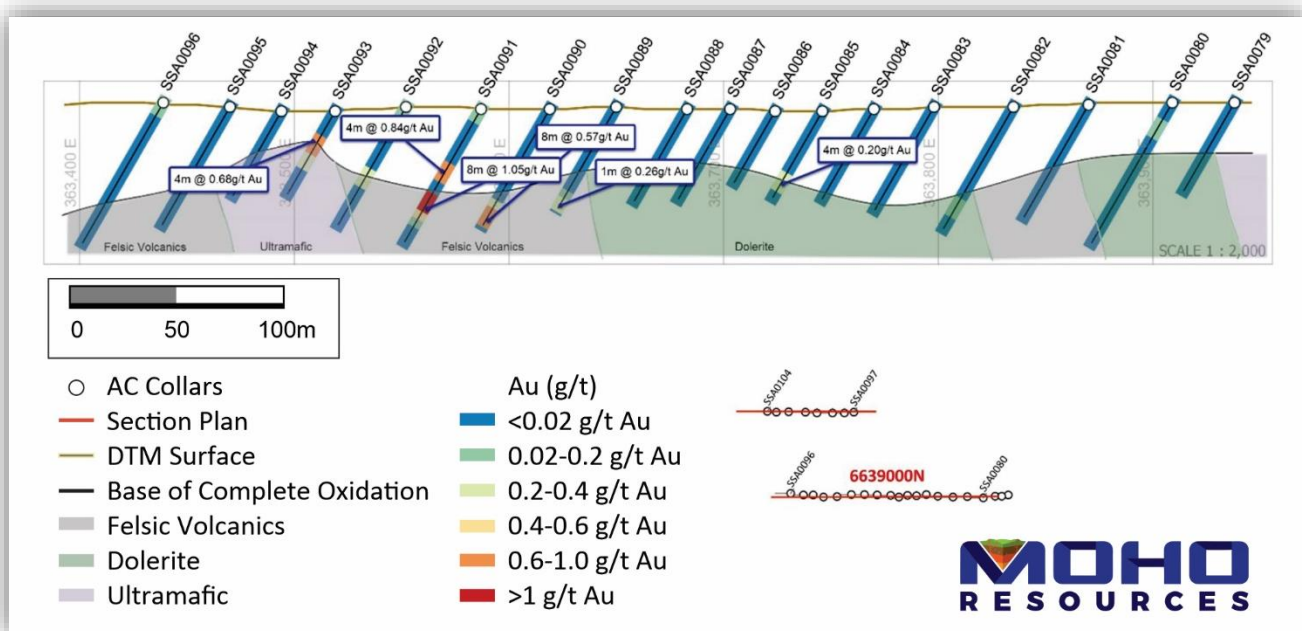 SSA0096
SSA0095
SSA0094
SSA0093
SSA0092
SSA0091
SSA0090
SSA0089
SSA0088
SSA0087
SSA0086
SSA0085
SSA0084
SSA0083
SSA0082
SSA0081
SSA0080
SSA0079
4m @ 0.84g/t Au
8m @ 0.57g/t Au
4m @ 0.20g/t Au
8m @ 1.05g/t Au
1m @ 0.26g/t Au
4m @ 0.68g/t Au
363,400 E
363,800 E
Felsic Volcanics
Ultramafic
Felsic Volcanics
Dolerite
SCALE 1 : 2,000
0 50 100m
AC Collars
Section Plan
DTM Surface
Base of Complete Oxidation
Felsic Volcanics
Dolerite
Ultramafic
Au (g/t)
<0.02 g/t Au
0.02-0.2 g/t Au
0.2-0.4 g/t Au
0.4-0.6 g/t Au
0.6-1.0 g/t Au
>1 g/t Au
SSA0104
SSA0097
SSA0096
6639000N
SSA0080
MOHO
RESOURCES